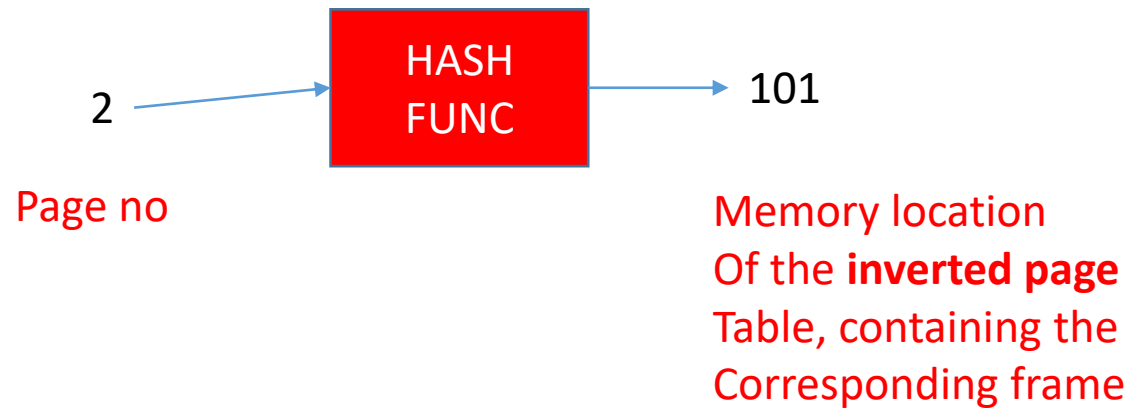 HASH
FUNC
2
101
Page no
Memory location
Of the inverted page
Table, containing the
Corresponding frame